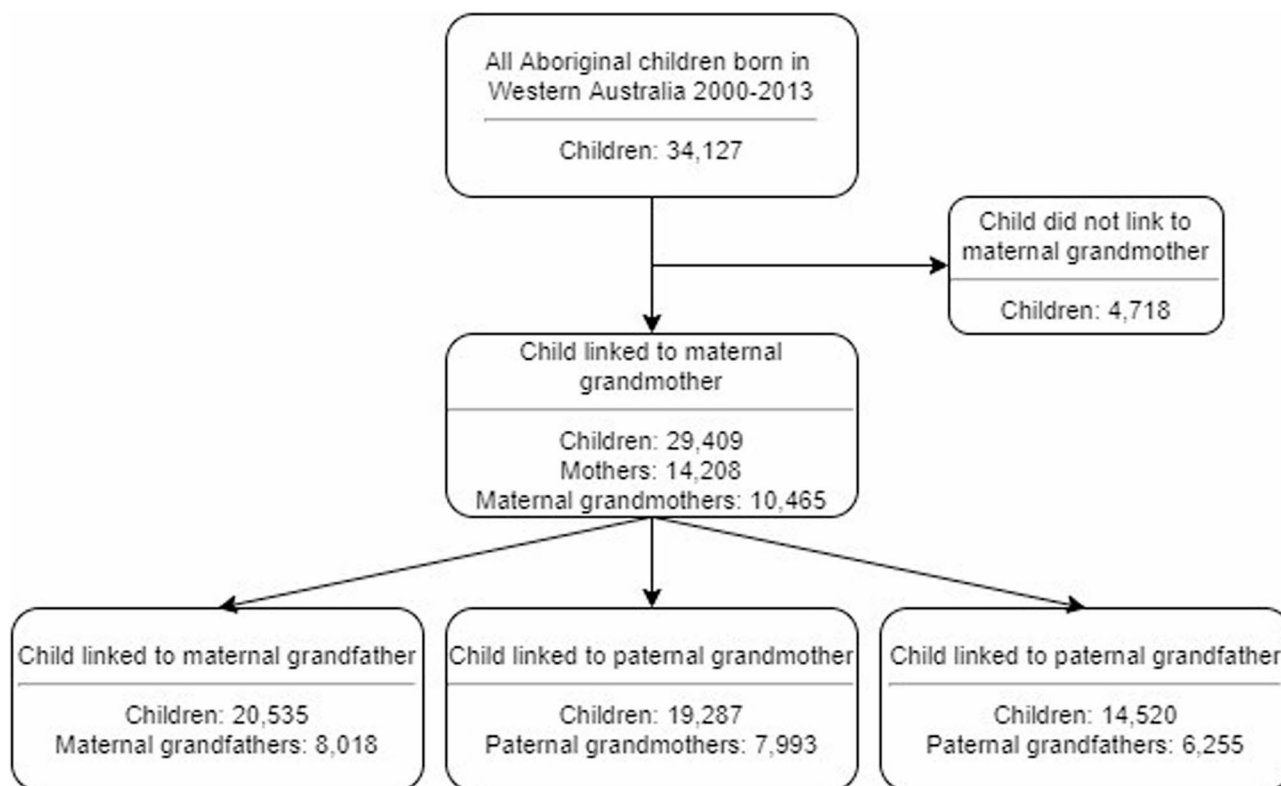 All Aboriginal children born in
Western Australia 2000-2013
Children: 34,127
Child did not link to
maternal grandmother
Children: 4,718
Child linked to maternal
grandmother
Children: 29,409
Mothers: 14,208
Maternal grandmothers: 10,465
Child linked to maternal grandfather
Children: 20,535
Maternal grandfathers: 8,018
Child linked to paternal grandmother
Children: 19,287
Paternal grandmothers: 7,993
Child linked to paternal grandfather
Children: 14,520
Paternal grandfathers: 6,255